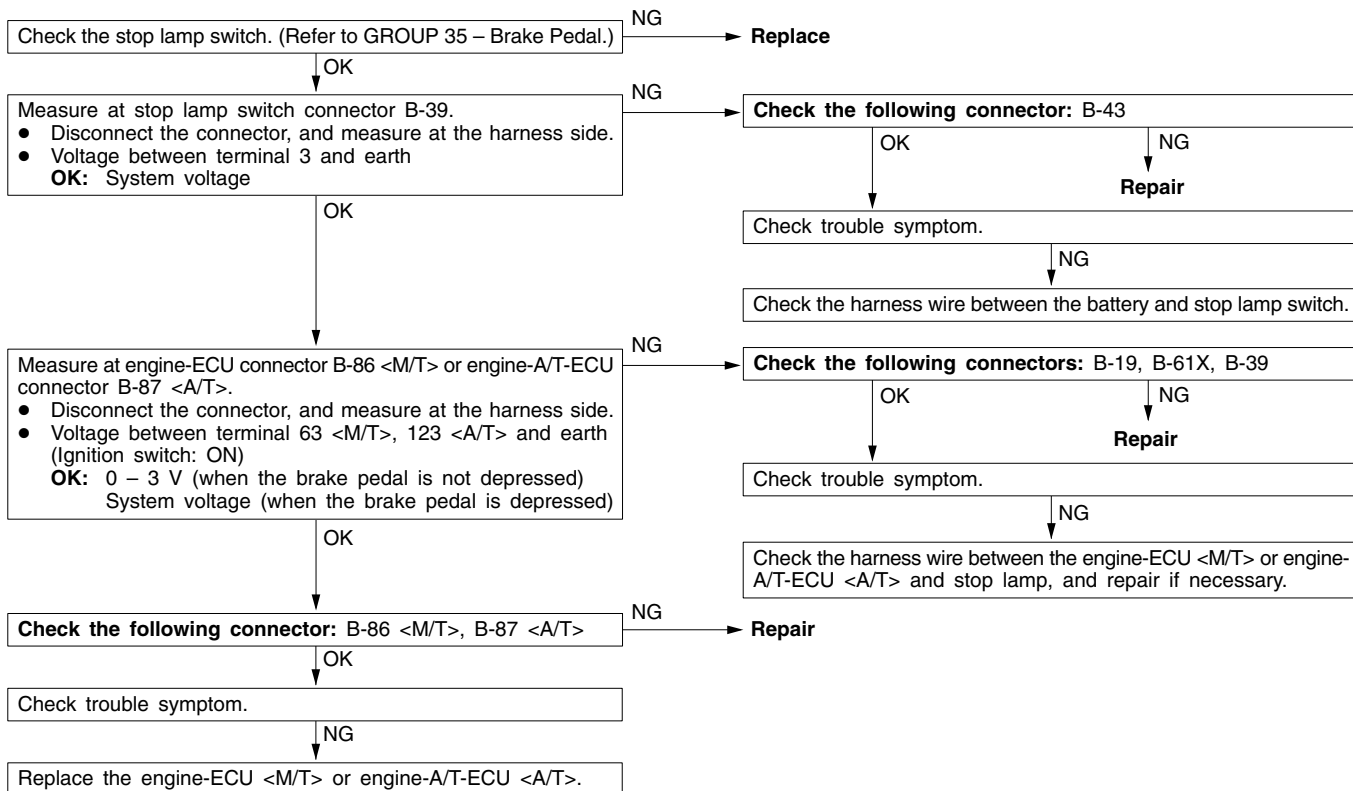 Check the stop lamp switch. (Refer to GROUP 35 – Brake Pedal.)
NG
Replace
OK
Measure at stop lamp switch connector B-39.
● Disconnect the connector, and measure at the harness side.
● Voltage between terminal 3 and earth
OK: System voltage
NG
Check the following connector: B-43
OK
NG
Repair
Check trouble symptom.
NG
Check the harness wire between the battery and stop lamp switch.
OK
Measure at engine-ECU connector B-86 <M/T> or engine-A/T-ECU
connector B-87 <A/T>.
● Disconnect the connector, and measure at the harness side.
● Voltage between terminal 63 <M/T>, 123 <A/T> and earth
(Ignition switch: ON)
OK: 0 – 3 V (when the brake pedal is not depressed)
System voltage (when the brake pedal is depressed)
NG
Check the following connectors: B-19, B-61X, B-39
OK
NG
Repair
Check trouble symptom.
NG
Check the harness wire between the engine-ECU <M/T> or engine-
A/T-ECU <A/T> and stop lamp, and repair if necessary.
OK
Check the following connector: B-86 <M/T>, B-87 <A/T>
NG
Repair
OK
Check trouble symptom.
NG
Replace the engine-ECU <M/T> or engine-A/T-ECU <A/T>.